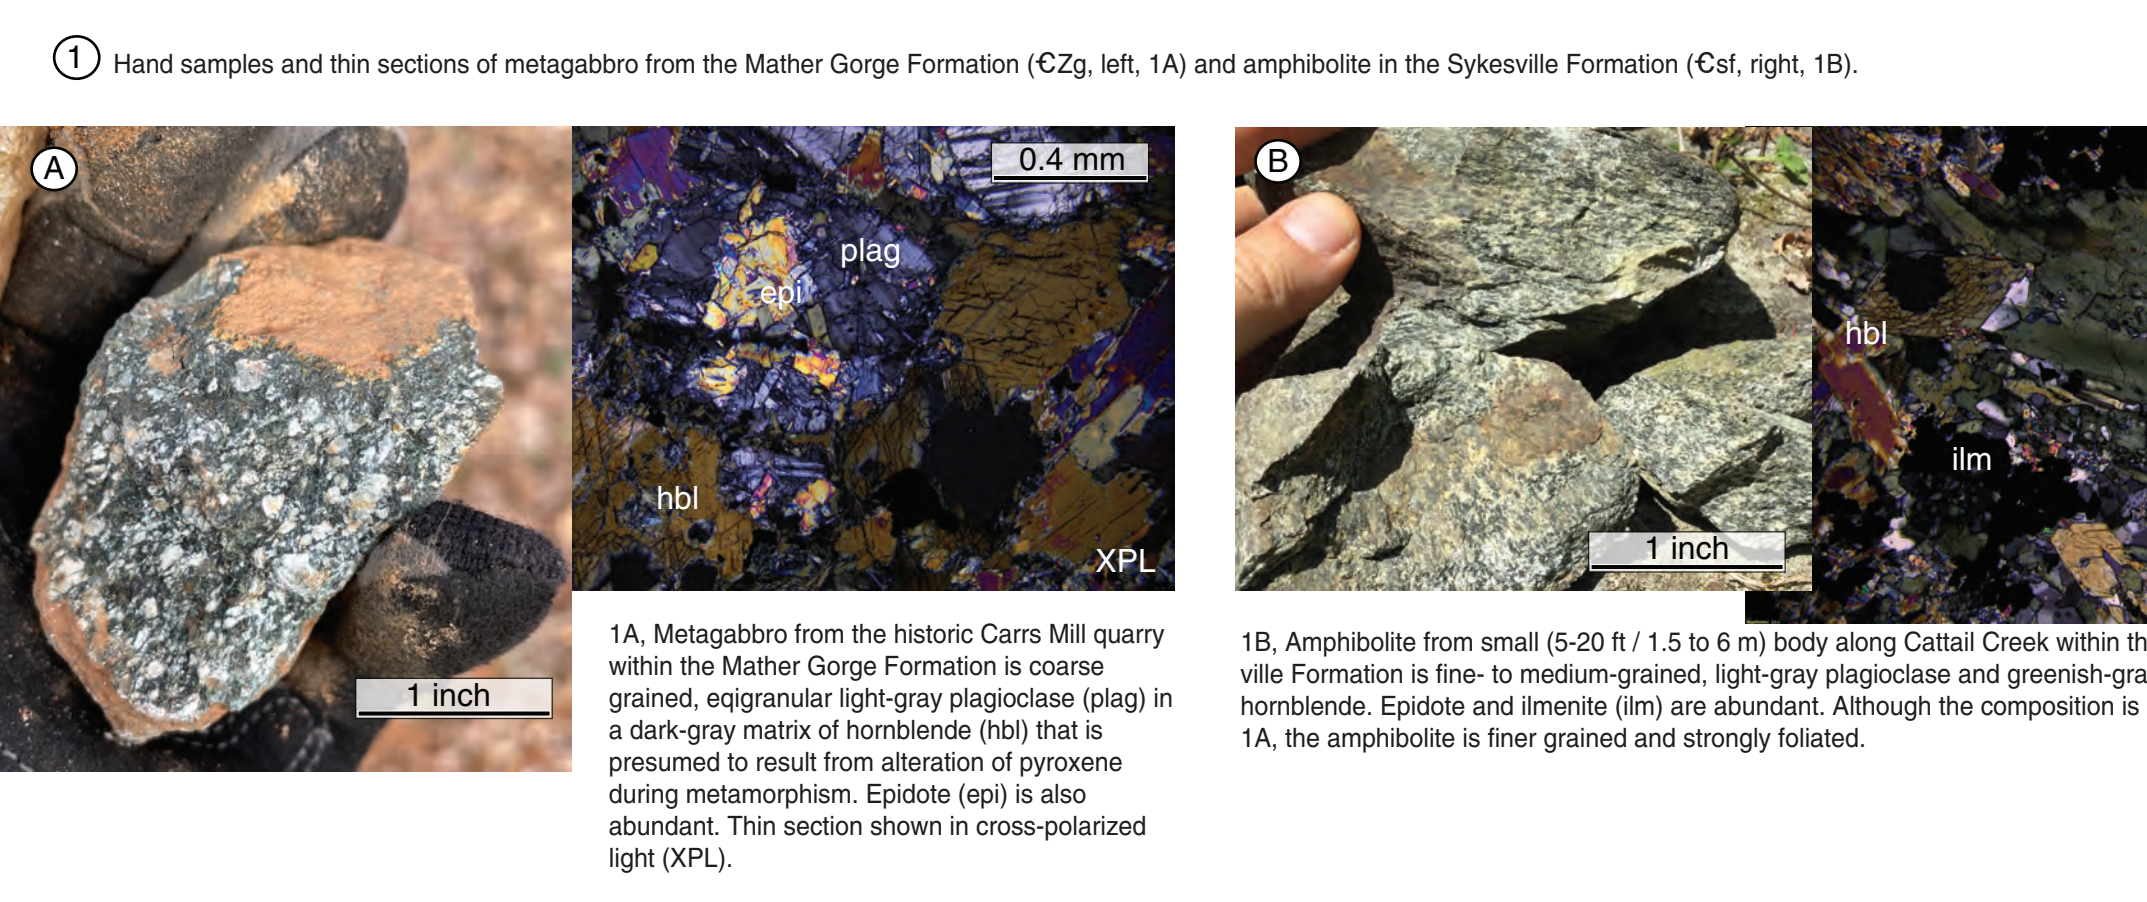 1 Hand samples and thin sections of metagabbro from the Mather Gorge Formation (ꞒZg, left, 1A) and amphibolite in the Sykesville Formation (Ꞓsf, right, 1B).
A
0.4 mm
plag
epi
hbl
XPL
1 inch
B
hbl
ilm
1 inch
1A, Metagabbro from the historic Carrs Mill quarry
within the Mather Gorge Formation is coarse
grained, eqigranular light-gray plagioclase (plag) in
a dark-gray matrix of hornblende (hbl) that is
presumed to result from alteration of pyroxene
during metamorphism. Epidote (epi) is also
abundant. Thin section shown in cross-polarized
light (XPL).
1B, Amphibolite from small (5-20 ft / 1.5 to 6 m) body along Cattail Creek within th
ville Formation is fine- to medium-grained, light-gray plagioclase and greenish-gra
hornblende. Epidote and ilmenite (ilm) are abundant. Although the composition is
1A, the amphibolite is finer grained and strongly foliated.